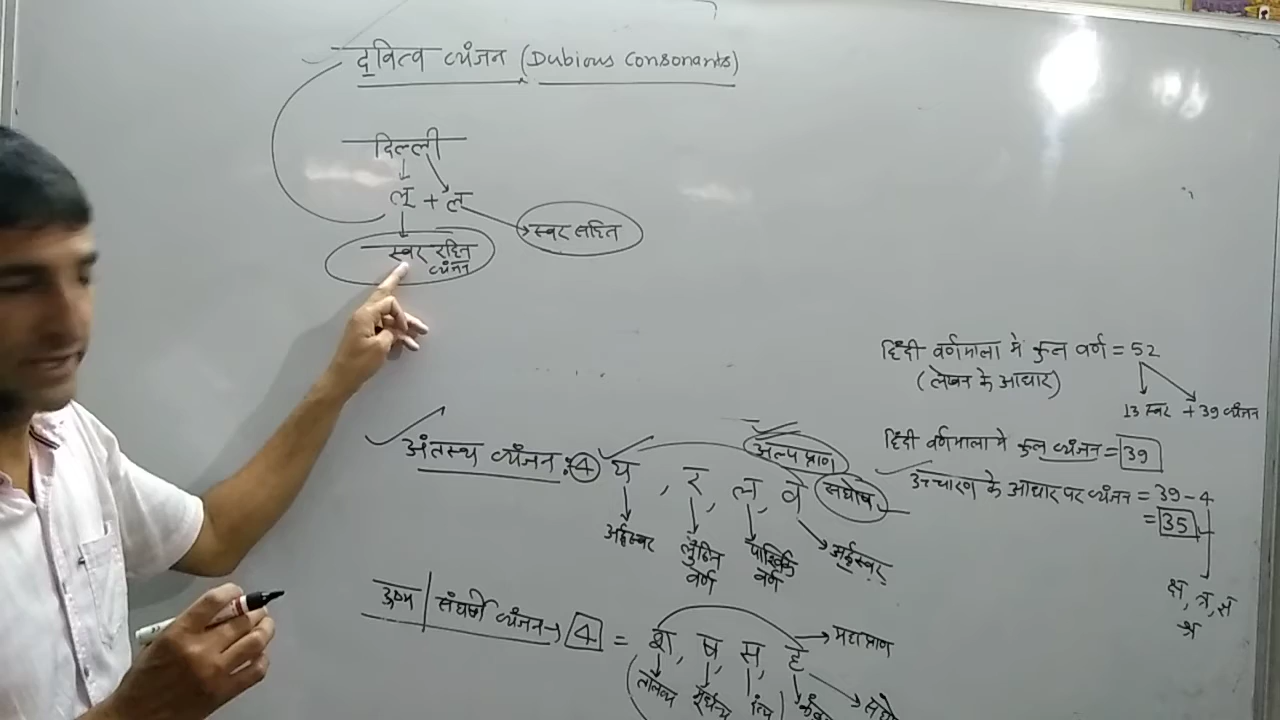 द्वित्व व्यंजन (Dubious Consonants)
दिल्ली
ल् + ल
स्वर सहित
स्वर रहित
व्यंजन
हिंदी वर्णमाला में कुल वर्ण = 52
(लेखन के आधार)
13 स्वर + 39 व्यंजन
हिंदी वर्णमाला में कुल व्यंजन = 39
उच्चारण के आधार पर व्यंजन = 39 - 4
= 35
क्ष, त्र,
श्र
अंतस्थ व्यंजन : 4 य, र, ल, व
अल्पप्राण
सघोष
अर्द्धस्वर
लुंठित
वर्ण
पार्श्विक
वर्ण
अर्द्धस्वर
ऊष्म | संघर्षी व्यंजन → 4 = श, ष, स, ह
महाप्राण
तालव्य
मूर्धन्य
दंत्य